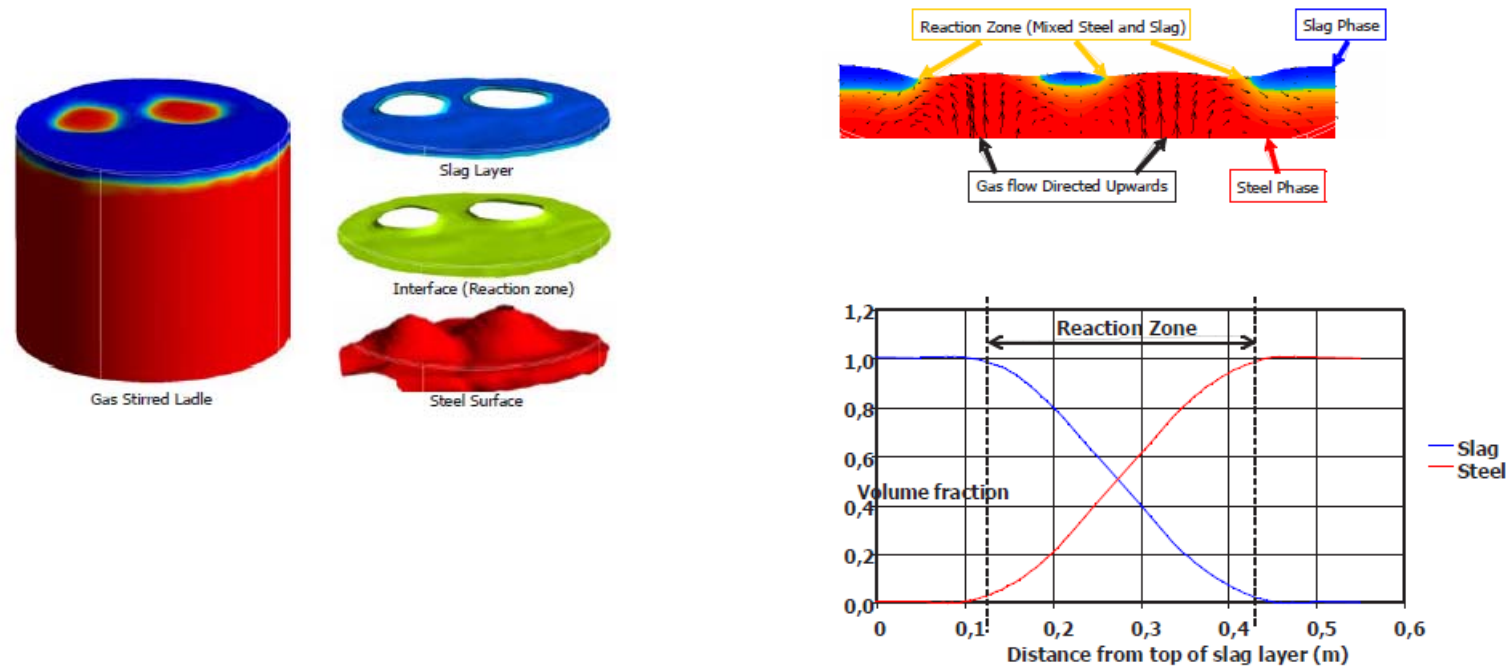 Gas Stirred Ladle
Slag Layer
Interface (Reaction zone)
Steel Surface
Reaction Zone (Mixed Steel and Slag)
Slag Phase
Gas flow Directed Upwards
Steel Phase
1,2
1,0
0,8
0,6
0,4
0,2
0,0
Volume fraction
Reaction Zone
Slag
Steel
0 0,1 0,2 0,3 0,4 0,5 0,6
Distance from top of slag layer (m)